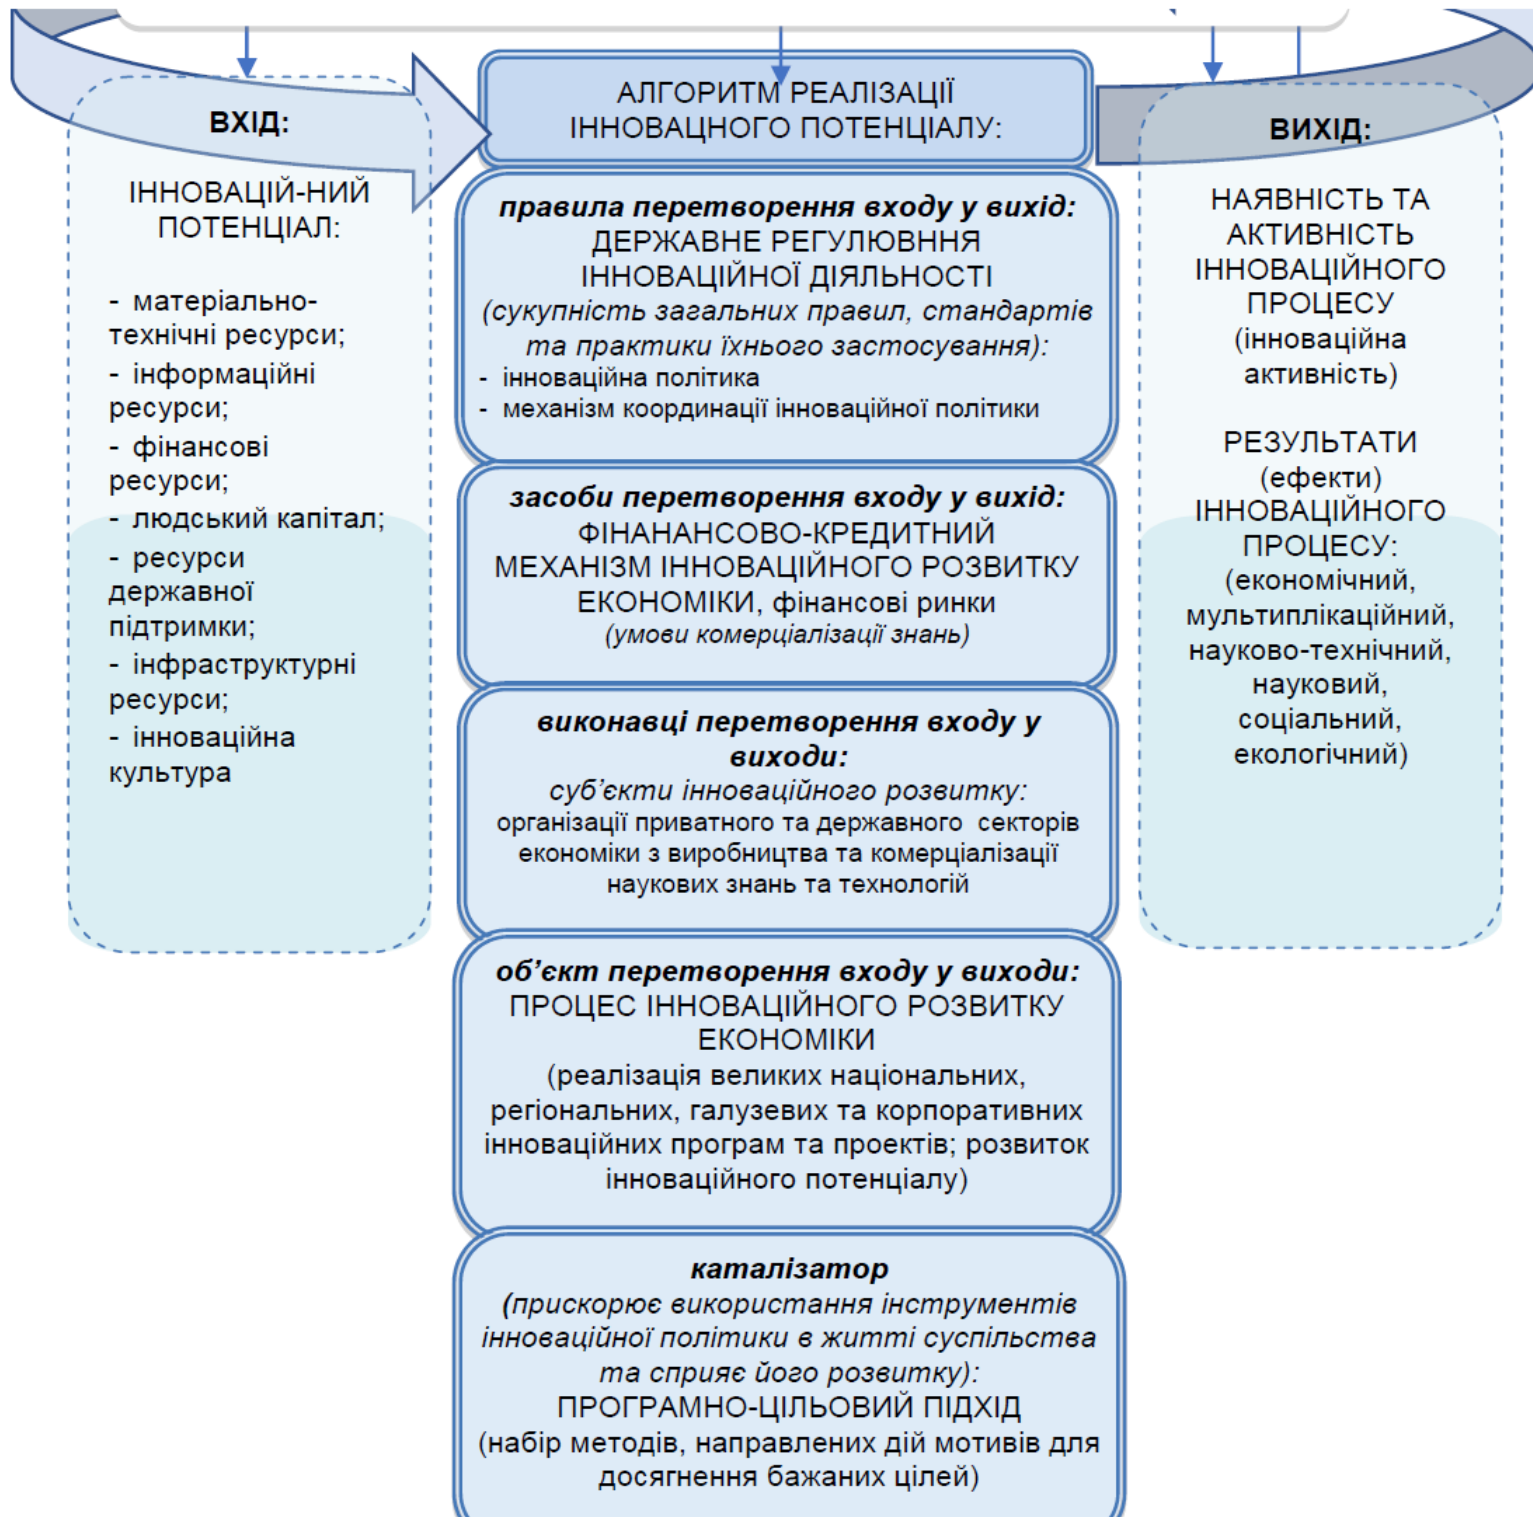 ВХІД:
ІННОВАЦІЙ-НИЙ
ПОТЕНЦІАЛ:
- матеріально-
технічні ресурси;
- інформаційні
ресурси;
- фінансові
ресурси;
- людський капітал;
- ресурси
державної
підтримки;
- інфраструктурні
ресурси;
- інноваційна
культура
АЛГОРИТМ РЕАЛІЗАЦІЇ
ІННОВАЦНОГО ПОТЕНЦІАЛУ:
правила перетворення входу у вихід:
ДЕРЖАВНЕ РЕГУЛЮВННЯ
ІННОВАЦІЙНОЇ ДІЯЛЬНОСТІ
(сукупність загальних правил, стандартів
та практики їхнього застосування):
- інноваційна політика
- механізм координації інноваційної політики
засоби перетворення входу у вихід:
ФІНАНАНСОВО-КРЕДИТНИЙ
МЕХАНІЗМ ІННОВАЦІЙНОГО РОЗВИТКУ
ЕКОНОМІКИ, фінансові ринки
(умови комерціалізації знань)
виконавці перетворення входу у
виходи:
суб’єкти інноваційного розвитку:
організації приватного та державного секторів
економіки з виробництва та комерціалізації
наукових знань та технологій
об’єкт перетворення входу у виходи:
ПРОЦЕС ІННОВАЦІЙНОГО РОЗВИТКУ
ЕКОНОМІКИ
(реалізація великих національних,
регіональних, галузевих та корпоративних
інноваційних програм та проектів; розвиток
інноваційного потенціалу)
каталізатор
(прискорює використання інструментів
інноваційної політики в житті суспільства
та сприяє його розвитку):
ПРОГРАМНО-ЦІЛЬОВИЙ ПІДХІД
(набір методів, направлених дій мотивів для
досягнення бажаних цілей)
ВИХІД:
НАЯВНІСТЬ ТА
АКТИВНІСТЬ
ІННОВАЦІЙНОГО
ПРОЦЕСУ
(інноваційна
активність)
РЕЗУЛЬТАТИ
(ефекти)
ІННОВАЦІЙНОГО
ПРОЦЕСУ:
(економічний,
мультиплікаційний,
науково-технічний,
науковий,
соціальний,
екологічний)